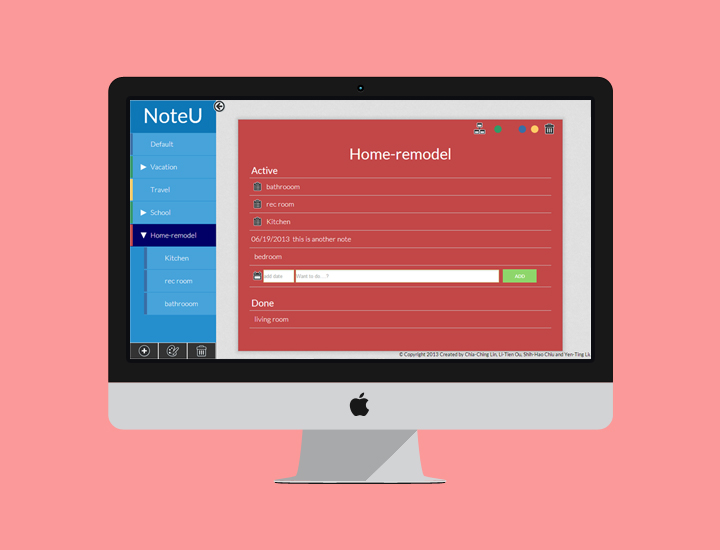 NoteU
Default
Vacation
Travel
School
Home-remodel
Kitchen
rec room
bathrooom
Home-remodel
Active
bathrooom
rec room
Kitchen
06/19/2013 this is another note
bedroom
add date Want to do... ? ADD
Done
living room
© Copyright 2013 Created by Chia-Ching Lin, Li-Tien Ou, Shih-Hao Chiu and Yen-Ting